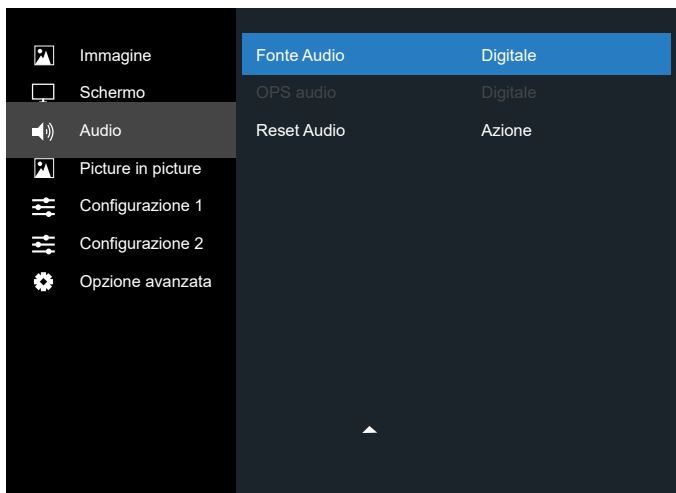 Immagine
Schermo
Audio
Picture in picture
Configurazione 1
Configurazione 2
Opzione avanzata
Fonte Audio Digitale
OPS audio Digitale
Reset Audio Azione